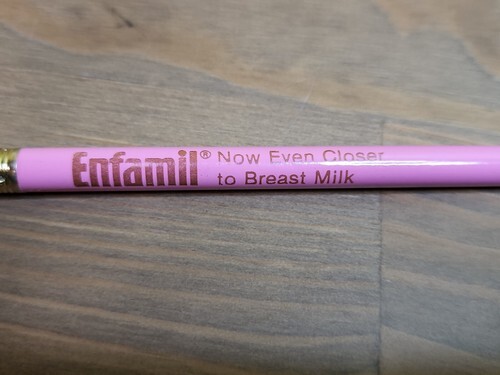 Enfamil® Now Even Closer
to Breast Milk